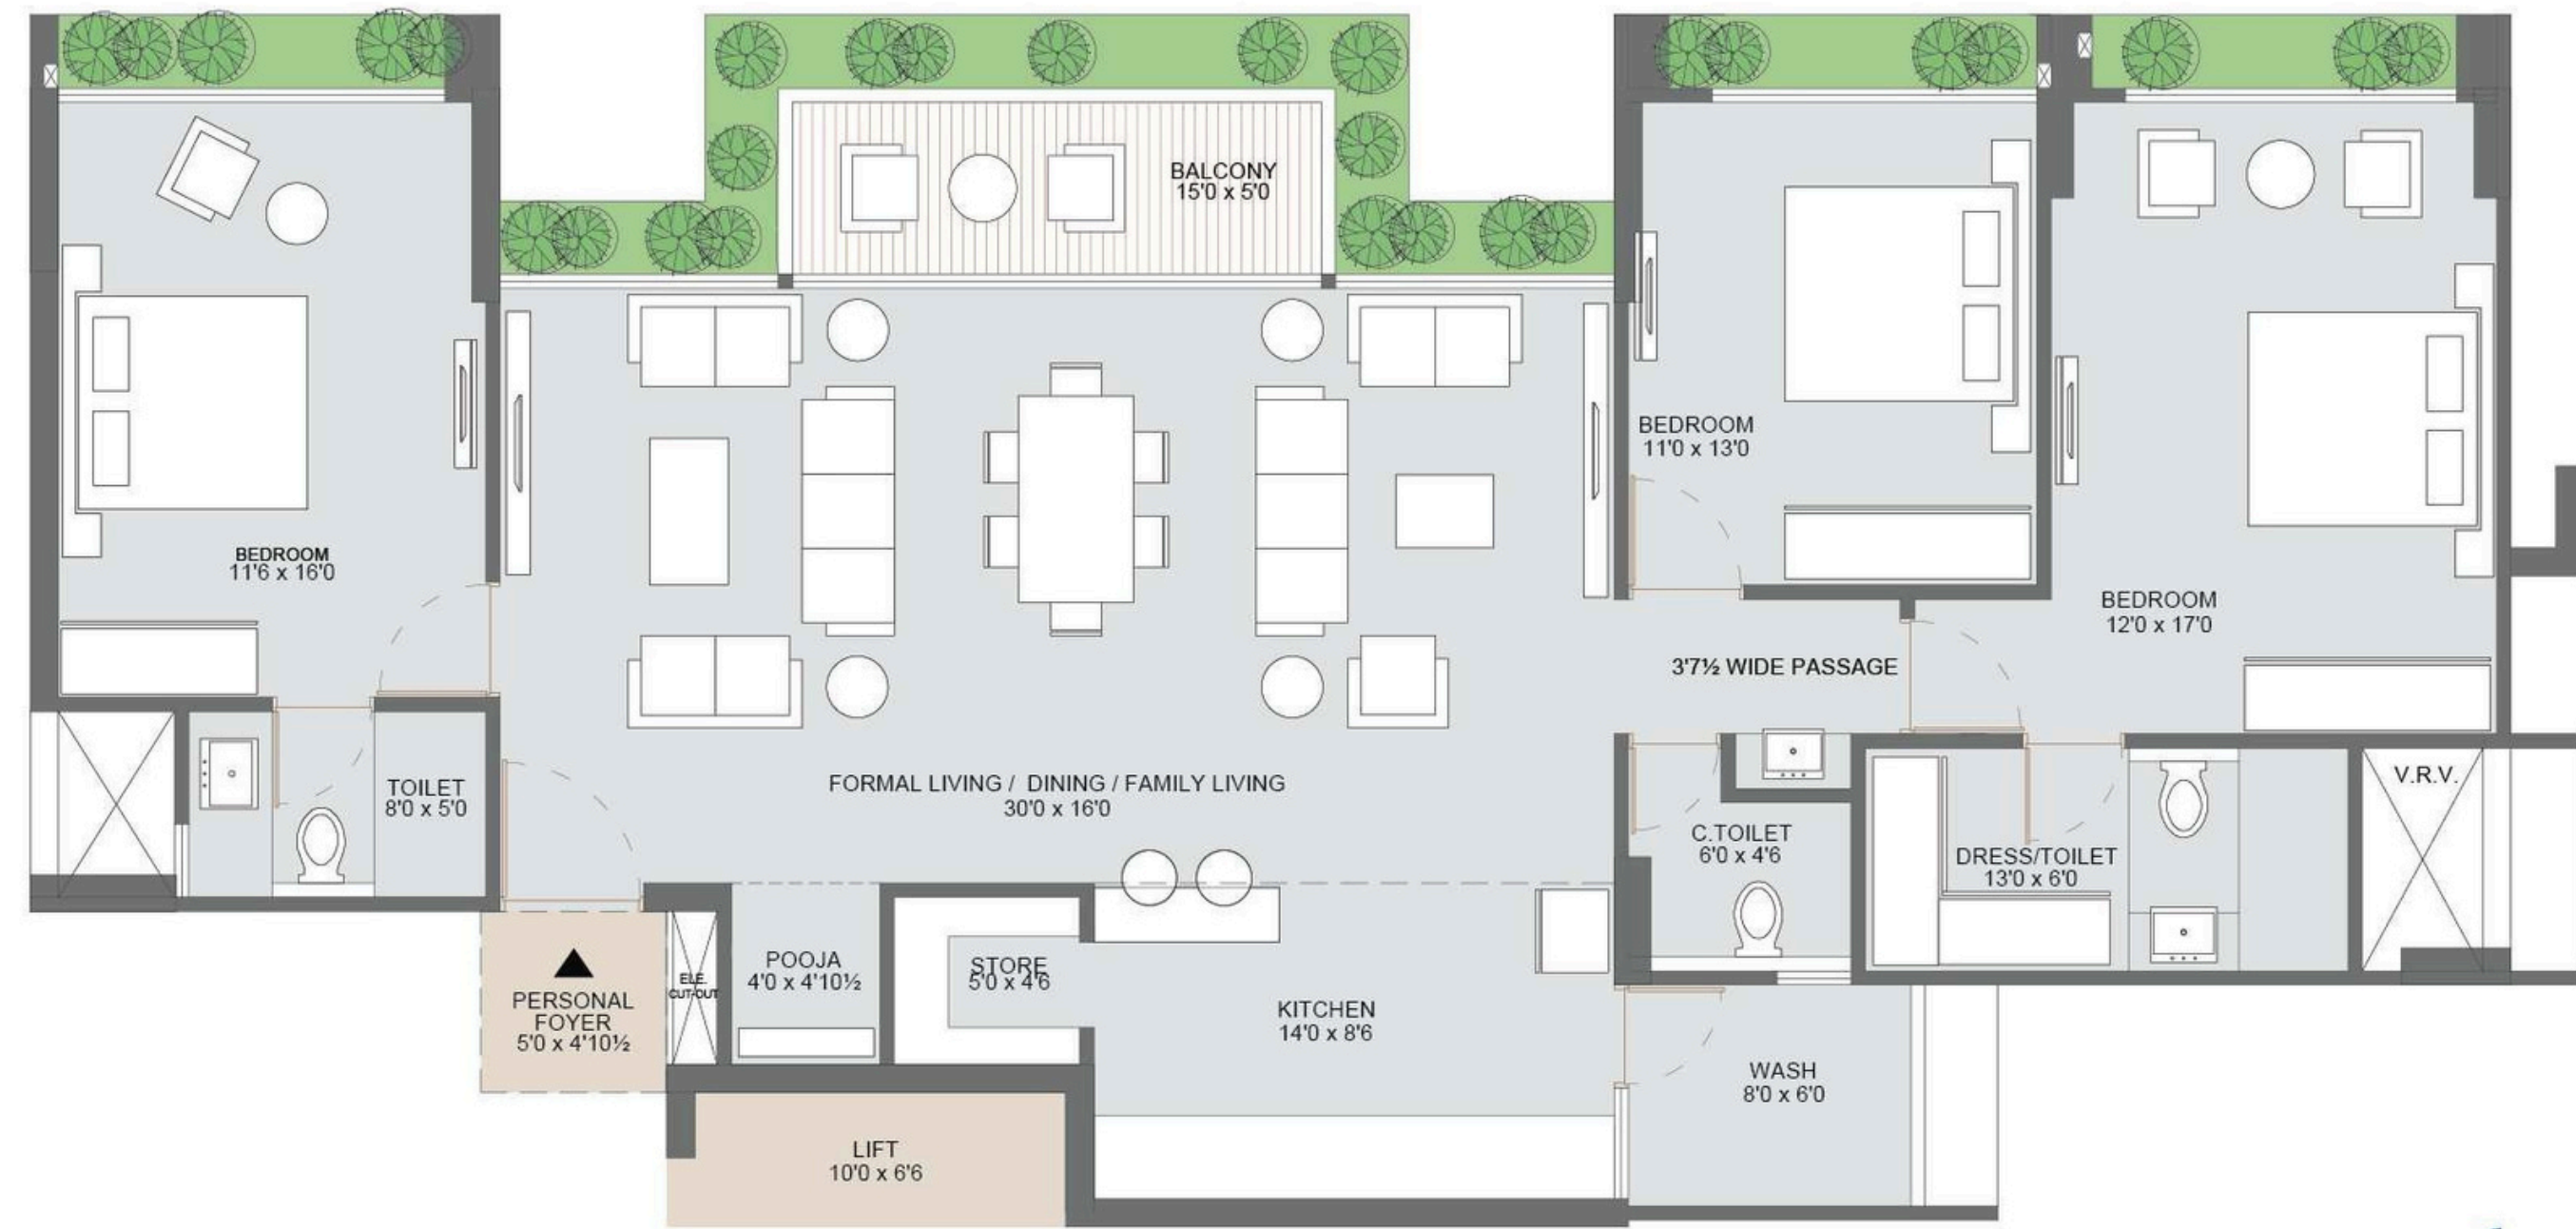 BALCONY
15'0 x 5'0
BEDROOM
11'0 x 13'0
BEDROOM
11'6 x 16'0
BEDROOM
12'0 x 17'0
3'7½ WIDE PASSAGE
TOILET
8'0 x 5'0
FORMAL LIVING / DINING / FAMILY LIVING
30'0 x 16'0
V.R.V.
C.TOILET
6'0 x 4'6
DRESS/TOILET
13'0 x 6'0
PERSONAL
FOYER
5'0 x 4'10½
ELE.
CUT-OUT
POOJA
4'0 x 4'10½
STORE
5'0 x 4'6
KITCHEN
14'0 x 8'6
WASH
8'0 x 6'0
LIFT
10'0 x 6'6